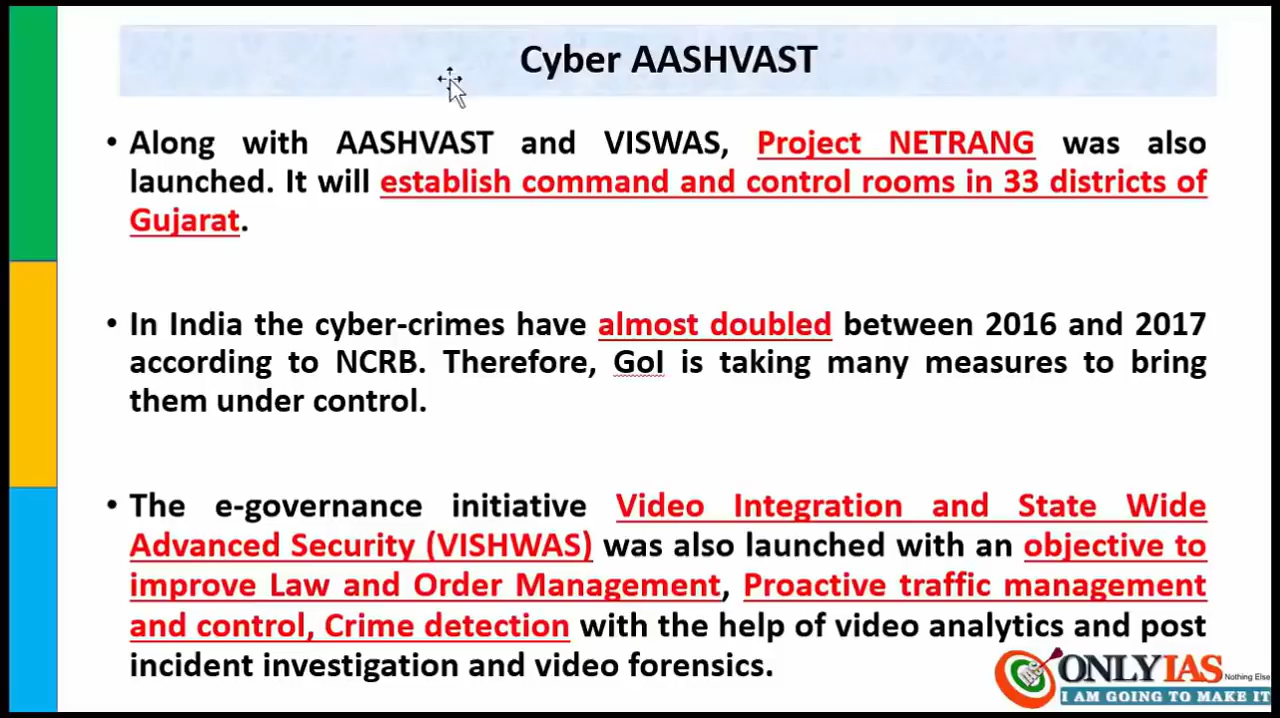 Cyber AASHVAST
• Along with AASHVAST and VISWAS, Project NETRANG was also
launched. It will establish command and control rooms in 33 districts of
Gujarat.
• In India the cyber-crimes have almost doubled between 2016 and 2017
according to NCRB. Therefore, GoI is taking many measures to bring
them under control.
• The e-governance initiative Video Integration and State Wide
Advanced Security (VISHWAS) was also launched with an objective to
improve Law and Order Management, Proactive traffic management
and control, Crime detection with the help of video analytics and post
incident investigation and video forensics.
ONLYIAS Nothing Else
I AM GOING TO MAKE IT